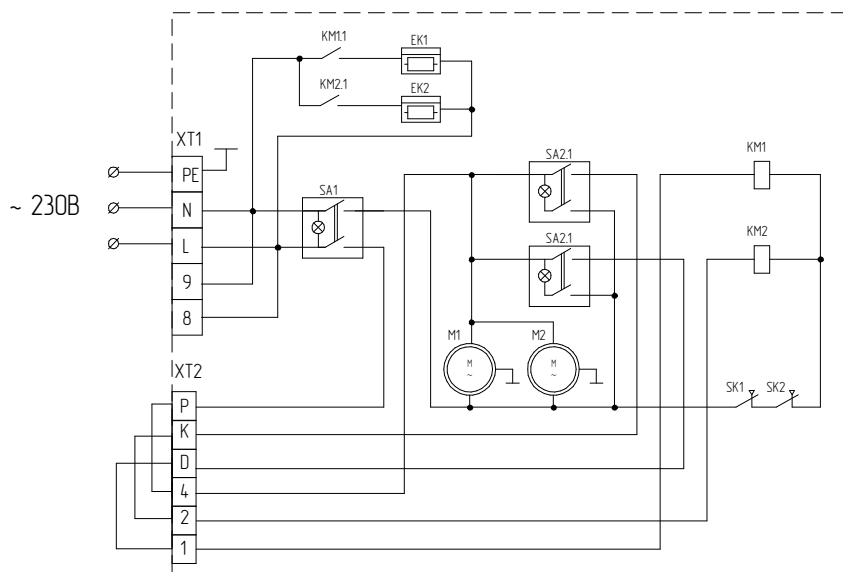 KM1.1
EK1
KM2.1
EK2
XT1
PE
N
L
9
8
~ 230В
SA1
SA2.1
SA2.1
KM1
KM2
M1
M
~
M2
M
~
SK1
SK2
XT2
P
K
D
4
2
1